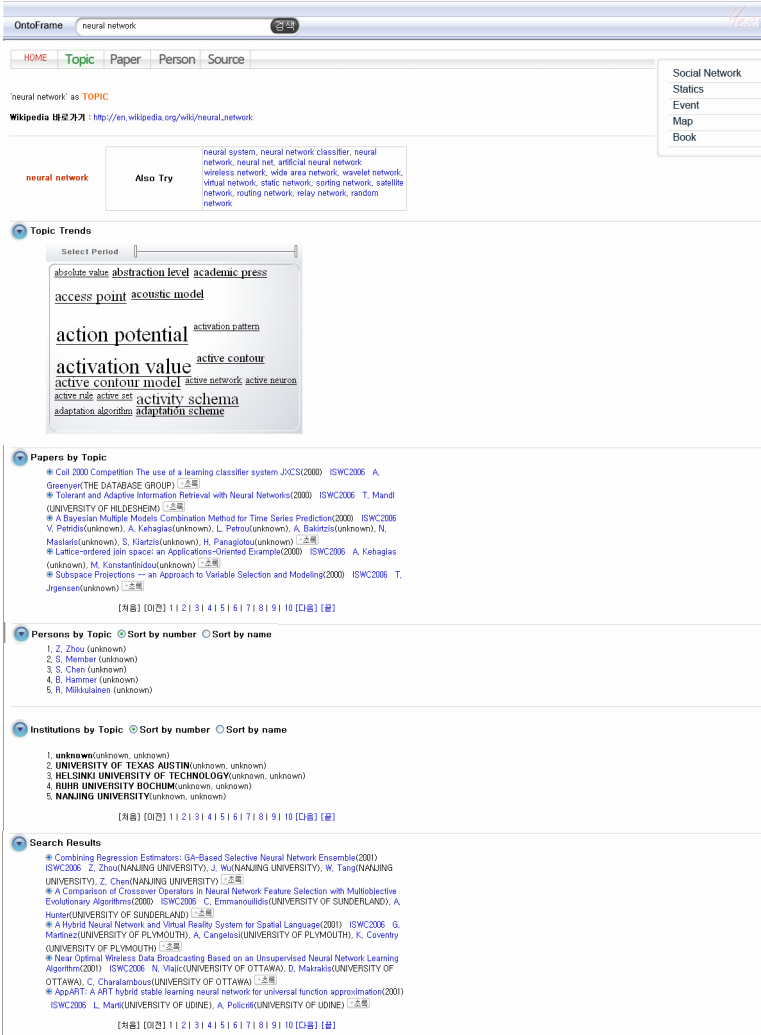 Yes
OntoFrame neural network 검색
HOME Topic Paper Person Source
Social Network
Statics
Event
Map
Book
'neural network' as TOPIC
Wikipedia 바로가기 : http://en.wikipedia.org/wiki/neural_network
neural network
Also Try
neural system, neural network classifier, neural
network, neural net, artificial neural network
wireless network, wide area network, wavelet network,
virtual network, static network, sorting network, satellite
network, routing network, relay network, random
network
Topic Trends
Select Period
absolute value abstraction level academic press
access point acoustic model
action potential activation pattern
activation value active contour
active contour model active network active neuron
active rule active set activity schema
adaptation algorithm adaptation scheme
Papers by Topic
Coil 2000 Competition The use of a learning classifier system JXCS(2000) ISWC2006 A.
Greenyer(THE DATABASE GROUP) +초록
Tolerant and Adaptive Information Retrieval with Neural Networks(2000) ISWC2006 T. Mandl
(UNIVERSITY OF HILDESHEIM) +초록
A Bayesian Multiple Models Combination Method for Time Series Prediction(2000) ISWC2006
V. Petridis(unknown), A. Kehagias(unknown), L. Petrou(unknown), A. Bakirtzis(unknown), N.
Maslaris(unknown), S. Kiartzis(unknown), H. Panagiotou(unknown) +초록
Lattice-ordered join space: an Applications-Oriented Example(2000) ISWC2006 A. Kehagias
(unknown), M. Konstantinidou(unknown) +초록
Subspace Projections -- an Approach to Variable Selection and Modeling(2000) ISWC2006 T.
Jrgensen(unknown) +초록
[처음] [이전] 1 | 2 | 3 | 4 | 5 | 6 | 7 | 8 | 9 | 10 [다음] [끝]
Persons by Topic Sort by number Sort by name
1. Z. Zhou (unknown)
2. S. Member (unknown)
3. S. Chen (unknown)
4. B. Hammer (unknown)
5. R. Miikkulainen (unknown)
Institutions by Topic Sort by number Sort by name
1. unknown(unknown, unknown)
2. UNIVERSITY OF TEXAS AUSTIN(unknown, unknown)
3. HELSINKI UNIVERSITY OF TECHNOLOGY(unknown, unknown)
4. RUHR UNIVERSITY BOCHUM(unknown, unknown)
5. NANJING UNIVERSITY(unknown, unknown)
[처음] [이전] 1 | 2 | 3 | 4 | 5 | 6 | 7 | 8 | 9 | 10 [다음] [끝]
Search Results
Combining Regression Estimators: GA-Based Selective Neural Network Ensemble(2001)
ISWC2006 Z. Zhou(NANJING UNIVERSITY), J. Wu(NANJING UNIVERSITY), W. Tang(NANJING
UNIVERSITY), Z. Chen(NANJING UNIVERSITY) +초록
A Comparison of Crossover Operators in Neural Network Feature Selection with Multiobjective
Evolutionary Algorithms(2000) ISWC2006 C. Emmanouilidis(UNIVERSITY OF SUNDERLAND), A.
Hunter(UNIVERSITY OF SUNDERLAND) +초록
A Hybrid Neural Network and Virtual Reality System for Spatial Language(2001) ISWC2006 G.
Martinez(UNIVERSITY OF PLYMOUTH), A. Cangelosi(UNIVERSITY OF PLYMOUTH), K. Coventry
(UNIVERSITY OF PLYMOUTH) +초록
Near Optimal Wireless Data Broadcasting Based on an Unsupervised Neural Network Learning
Algorithm(2001) ISWC2006 N. Vlajic(UNIVERSITY OF OTTAWA), D. Makrakis(UNIVERSITY OF
OTTAWA), C. Charalambous(UNIVERSITY OF OTTAWA) +초록
AppART: A ART hybrid stable learning neural network for universal function approximation(2001)
ISWC2006 L. Marti(UNIVERSITY OF UDINE), A. Policriti(UNIVERSITY OF UDINE) +초록
[처음] [이전] 1 | 2 | 3 | 4 | 5 | 6 | 7 | 8 | 9 | 10 [다음] [끝]